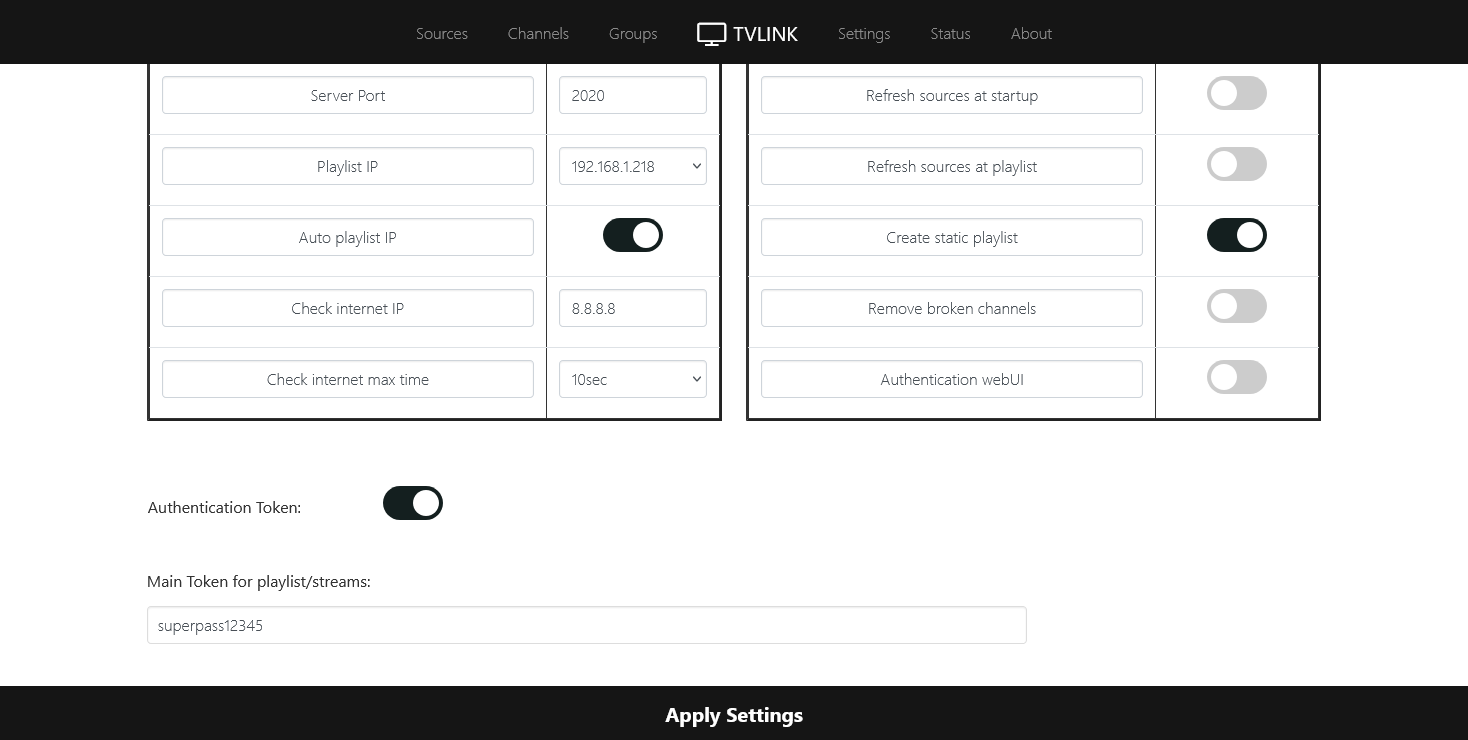 Sources Channels Groups TVLINK Settings Status About
Server Port 2020 Refresh sources at startup
Playlist IP 192.168.1.218 Refresh sources at playlist
Auto playlist IP Create static playlist
Check internet IP 8.8.8.8 Remove broken channels
Check internet max time 10sec Authentication webUI
Authentication Token:
Main Token for playlist/streams:
superpass12345
Apply Settings